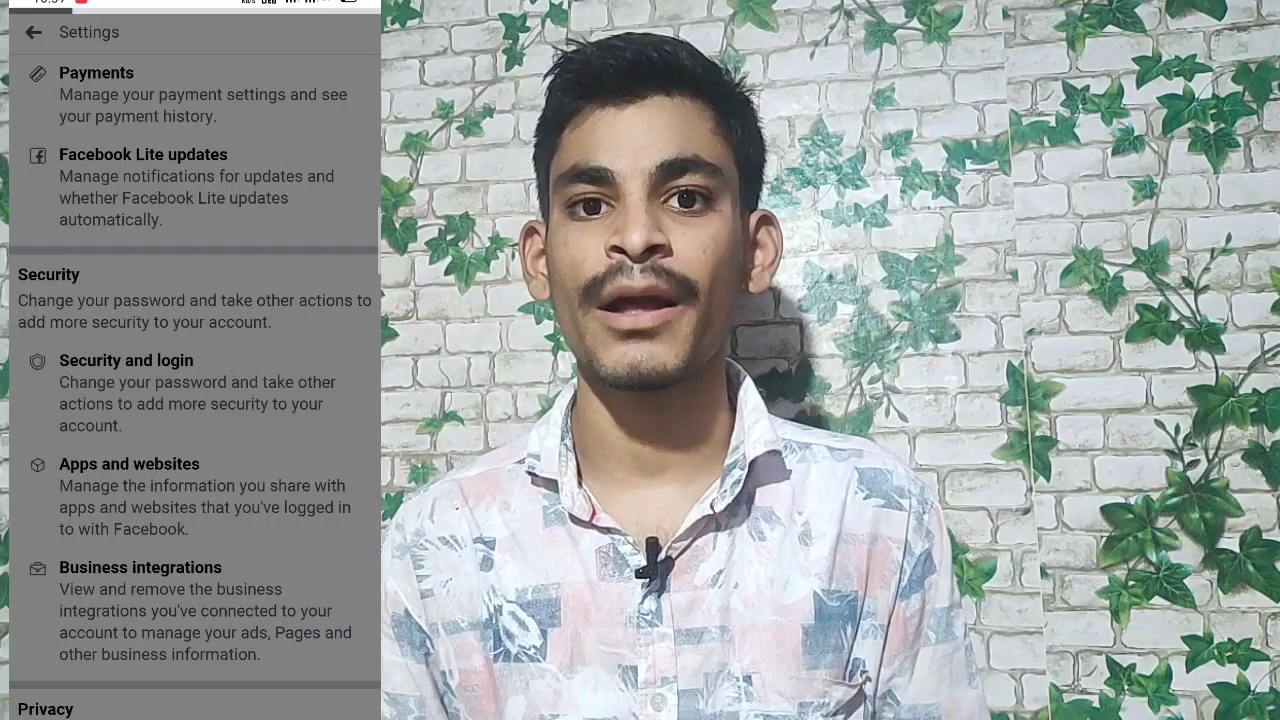 Settings
Payments
Manage your payment settings and see
your payment history.
Facebook Lite updates
Manage notifications for updates and
whether Facebook Lite updates
automatically.
Security
Change your password and take other actions to
add more security to your account.
Security and login
Change your password and take other
actions to add more security to your
account.
Apps and websites
Manage the information you share with
apps and websites that you've logged in
to with Facebook.
Business integrations
View and remove the business
integrations you've connected to your
account to manage your ads, Pages and
other business information.
Privacy